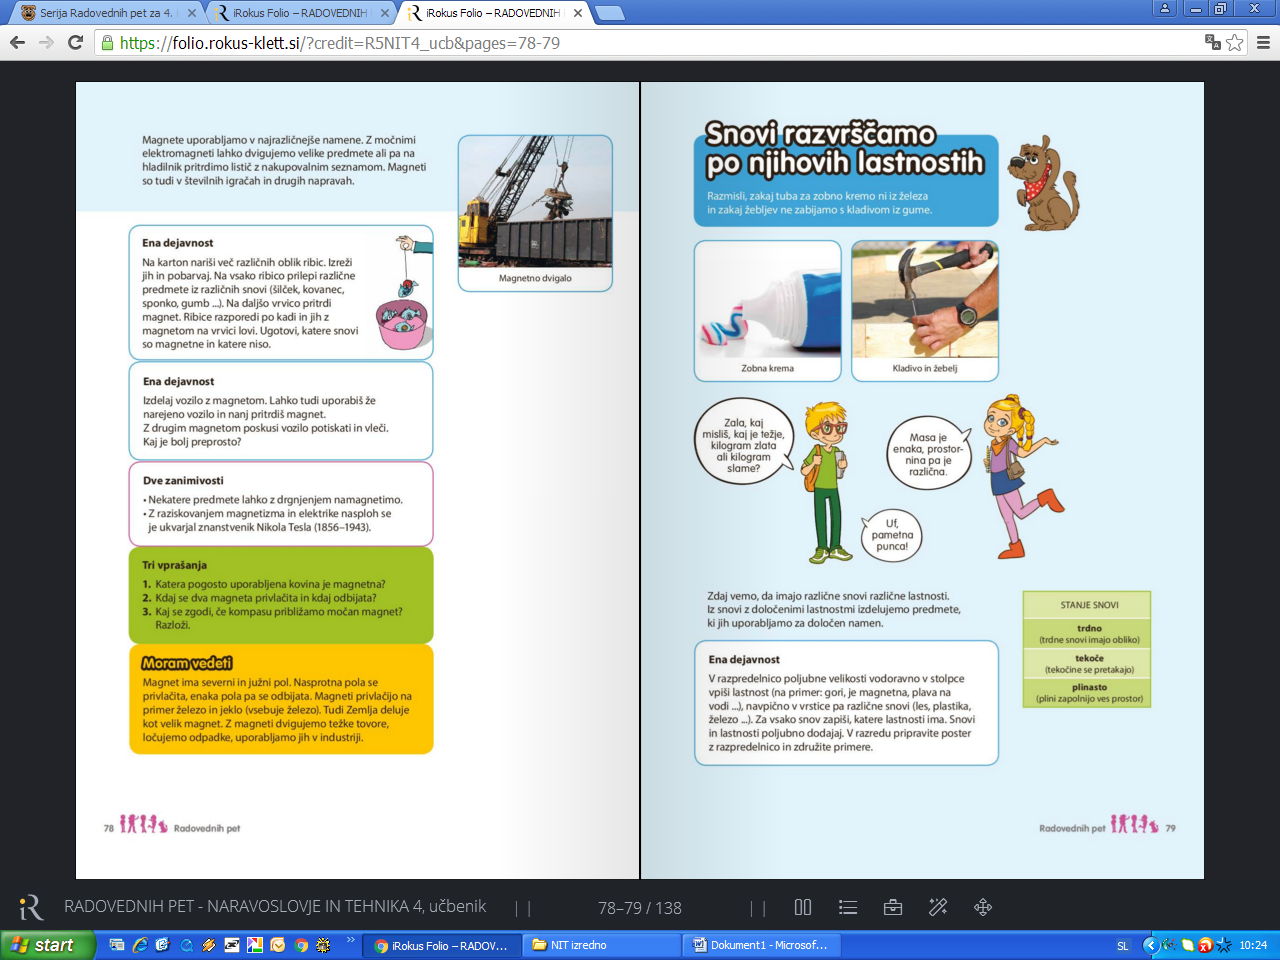 Serija Radovednih pet za 4.
iRokus Folio – RADOVEDNIH
iRokus Folio – RADOVEDNIH
https://folio.rokus-klett.si/?credit=R5NIT4_ucb&pages=78-79
Magnete uporabljamo v najrazličnejše namene. Z močnimi
elektromagneti lahko dvigujemo velike predmete ali pa na
hladilnik pritrdimo listič z nakupovalnim seznamom. Magneti
so tudi v številnih igračah in drugih napravah.
Magnetno dvigalo
Ena dejavnost
Na karton nariši več različnih oblik ribic. Izreži
jih in pobarvaj. Na vsako ribico prilepi različne
predmete iz različnih snovi (šilček, kovanec,
sponko, gumb ...). Na daljšo vrvico pritrdi
magnet. Ribice razporedi po kadi in jih z
magnetom na vrvici lovi. Ugotovi, katere snovi
so magnetne in katere niso.
Ena dejavnost
Izdelaj vozilo z magnetom. Lahko tudi uporabiš že
narejeno vozilo in nanj pritrdiš magnet.
Z drugim magnetom poskusi vozilo potiskati in vleči.
Kaj je bolj preprosto?
Dve zanimivosti
• Nekatere predmete lahko z drgnjenjem namagnetimo.
• Z raziskovanjem magnetizma in elektrike nasploh se
je ukvarjal znanstvenik Nikola Tesla (1856–1943).
Tri vprašanja
1. Katera pogosto uporabljena kovina je magnetna?
2. Kdaj se dva magneta privlačita in kdaj odbijata?
3. Kaj se zgodi, če kompasu približamo močan magnet?
Razloži.
Moram vedeti
Magnet ima severni in južni pol. Nasprotna pola se
privlačita, enaka pola pa se odbijata. Magneti privlačijo na
primer železo in jeklo (vsebuje železo). Tudi Zemlja deluje
kot velik magnet. Z magneti dvigujemo težke tovore,
ločujemo odpadke, uporabljamo jih v industriji.
78 Radovednih pet
Snovi razvrščamo
po njihovih lastnostih
Razmisli, zakaj tuba za zobno kremo ni iz železa
in zakaj žebljev ne zabijamo s kladivom iz gume.
Zobna krema
Kladivo in žebelj
Zala, kaj
misliš, kaj je težje,
kilogram zlata
ali kilogram
slame?
Masa je
enaka, prostor-
nina pa je
različna.
Uf,
pametna
punca!
Zdaj vemo, da imajo različne snovi različne lastnosti.
Iz snovi z določenimi lastnostmi izdelujemo predmete,
ki jih uporabljamo za določen namen.
STANJE SNOVI
trdno
(trdne snovi imajo obliko)
tekoče
(tekočine se pretakajo)
plinasto
(plini zapolnijo ves prostor)
Ena dejavnost
V razpredelnico poljubne velikosti vodoravno v stolpce
vpiši lastnost (na primer: gori, je magnetna, plava na
vodi ...), navpično v vrstice pa različne snovi (les, plastika,
železo ...). Za vsako snov zapiši, katere lastnosti ima. Snovi
in lastnosti poljubno dodajaj. V razredu pripravite poster
z razpredelnico in združite primere.
Radovednih pet 79
RADOVEDNIH PET - NARAVOSLOVJE IN TEHNIKA 4, učbenik
78–79 / 138
start
iRokus Folio – RADOV...
NIT izredno
Dokument1 - Microsof...
SL
10:24